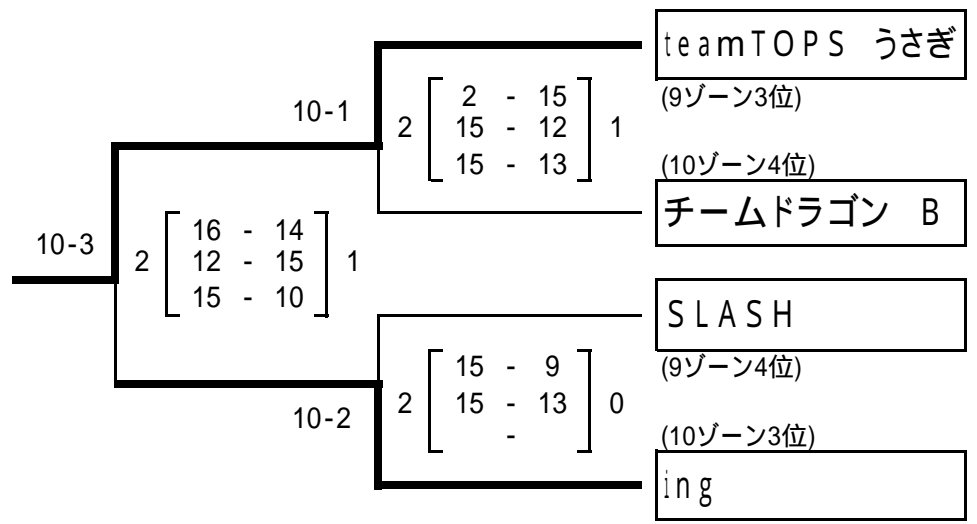 teamTOPS うさぎ
(9ゾーン3位)
10-1
2 [ 2 - 15 ] 1
15 - 12
15 - 13
(10ゾーン4位)
チームドラゴン B
10-3
2 [ 16 - 14 ] 1
12 - 15
15 - 10
SLASH
(9ゾーン4位)
10-2
2 [ 15 - 9 ] 0
15 - 13
-
(10ゾーン3位)
ing